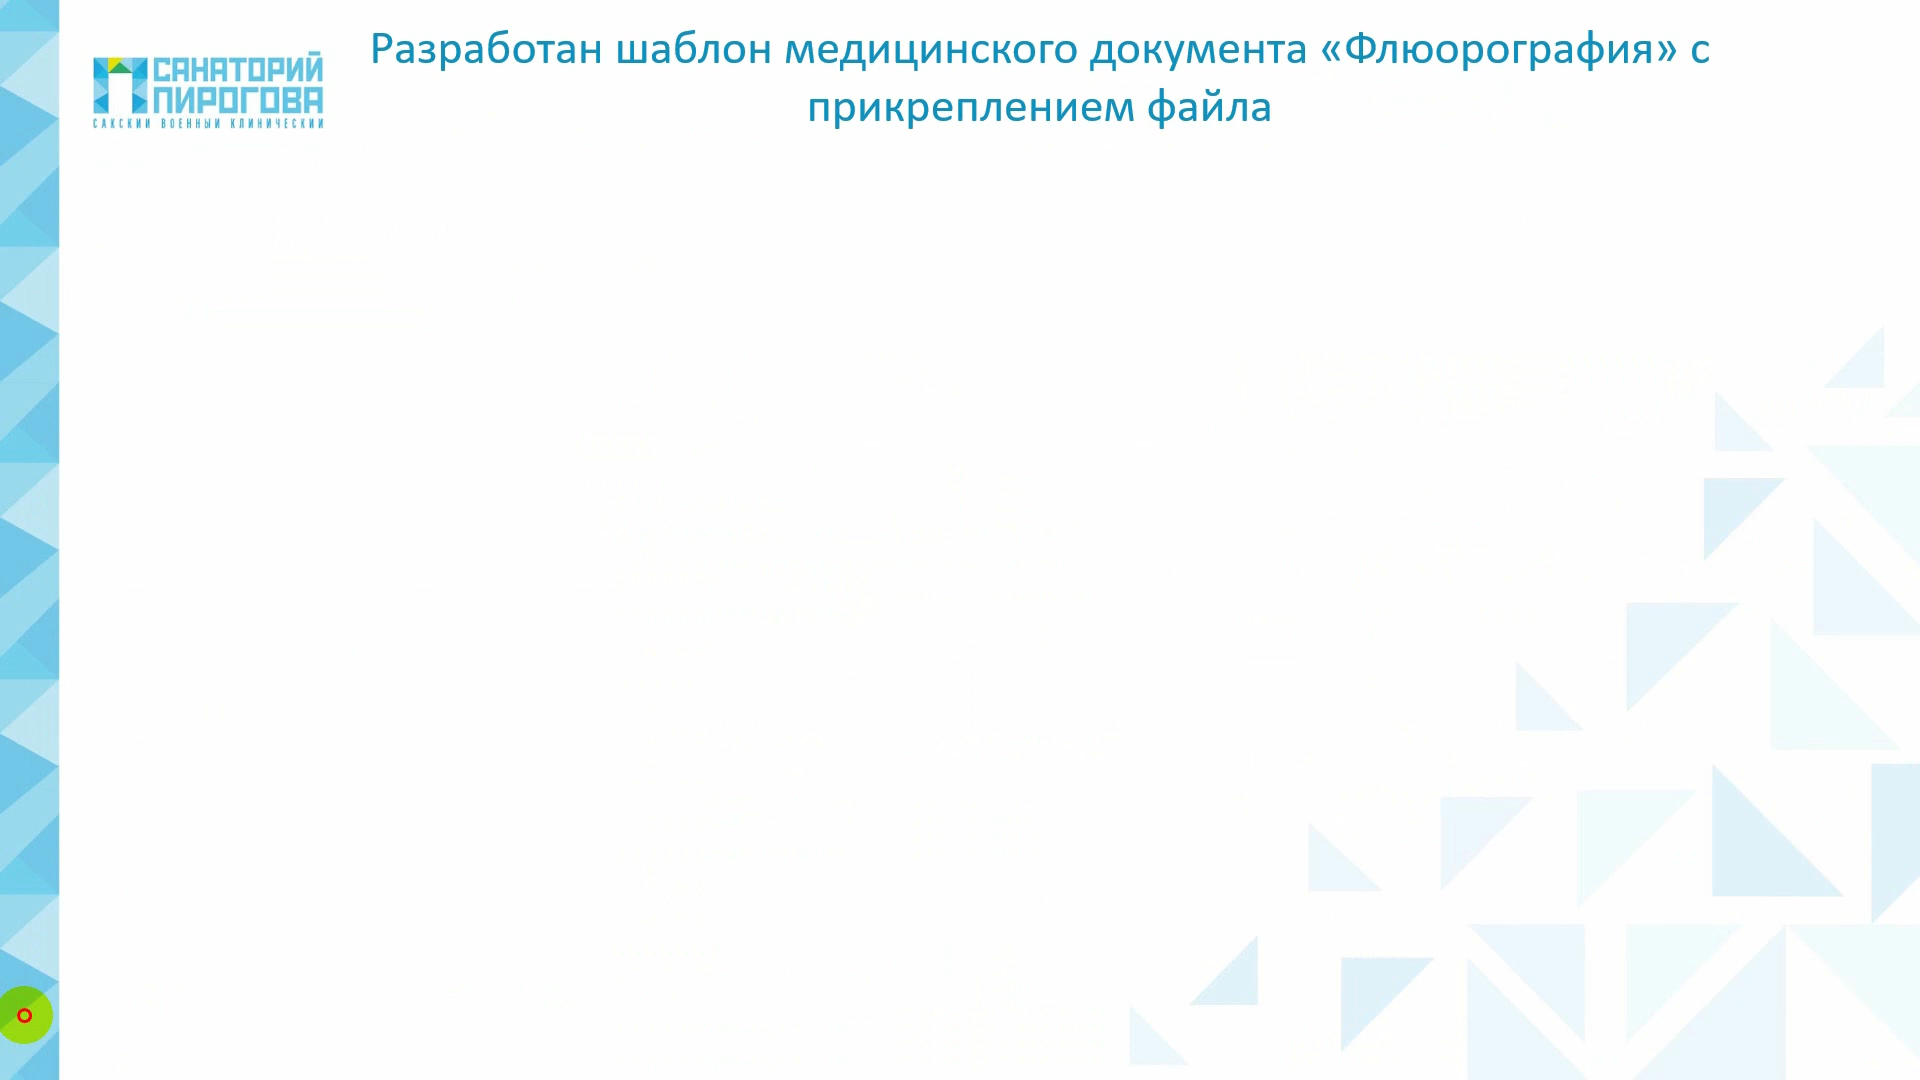 САНАТОРИЙ
ПИРОГОВА
САКСКИЙ ВОЕННЫЙ КЛИНИЧЕСКИЙ
Разработан шаблон медицинского документа «Флюорография» с
прикреплением файла